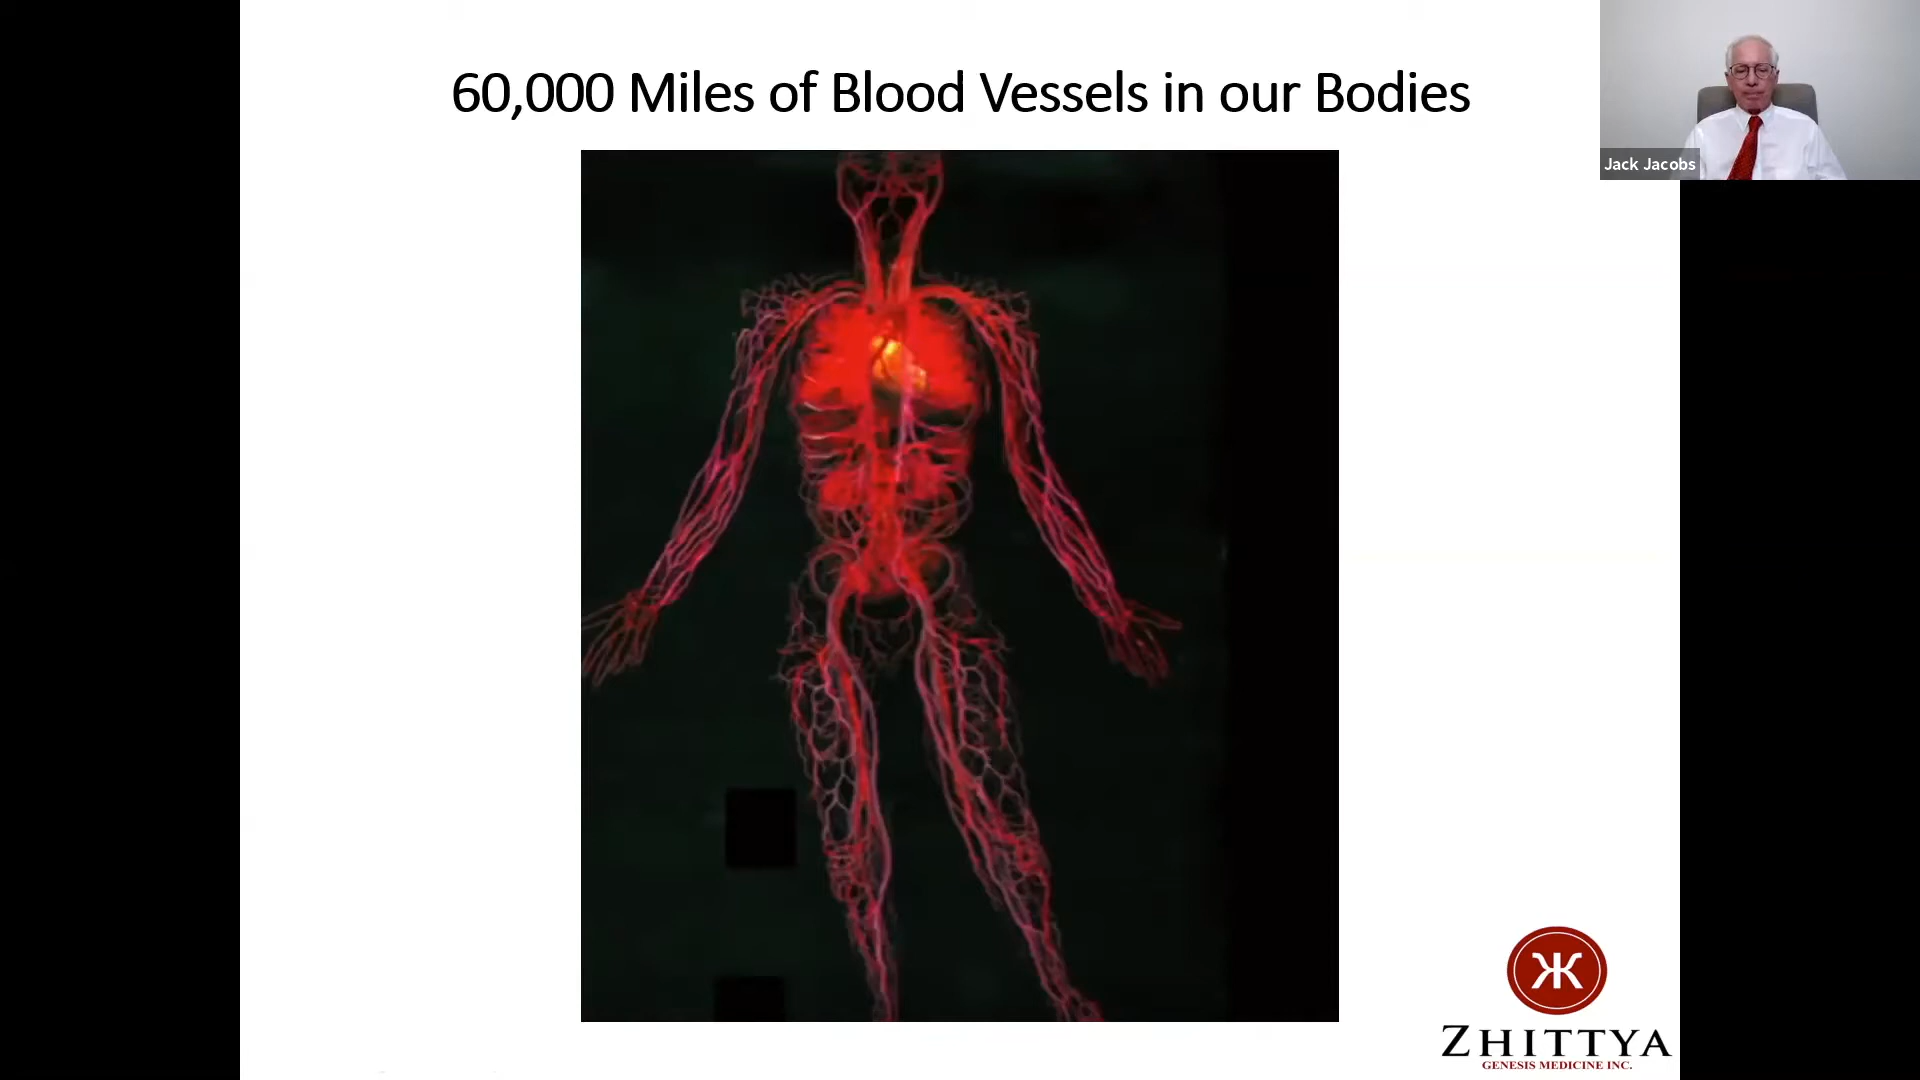 60,000 Miles of Blood Vessels in our Bodies
Jack Jacobs
ZHITTYA
GENESIS MEDICINE INC.